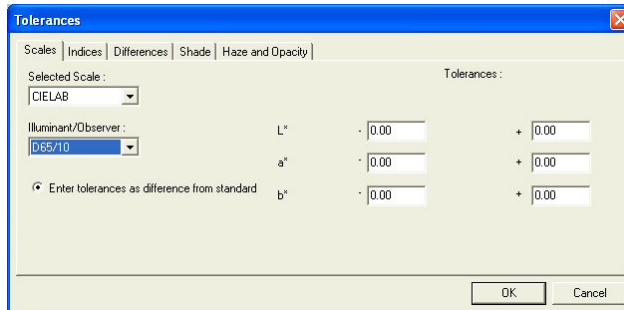 Tolerances
Scales Indices Differences Shade Haze and Opacity
Selected Scale : Tolerances :
CIELAB
Illuminant/Observer :
L* - 0.00 + 0.00
D65/10
a* - 0.00 + 0.00
Enter tolerances as difference from standard
b* - 0.00 + 0.00
OK Cancel